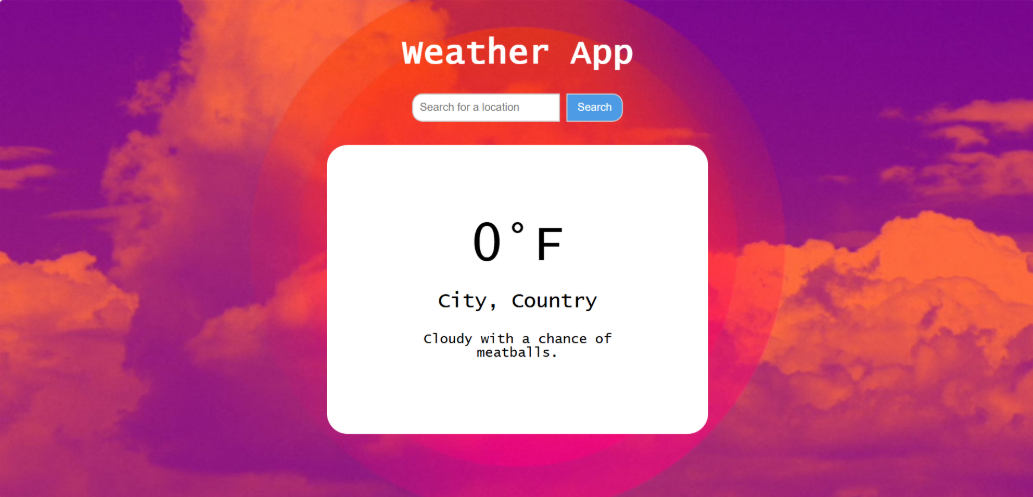 Weather App
Search for a location
Search
0°F
City, Country
Cloudy with a chance of
meatballs.